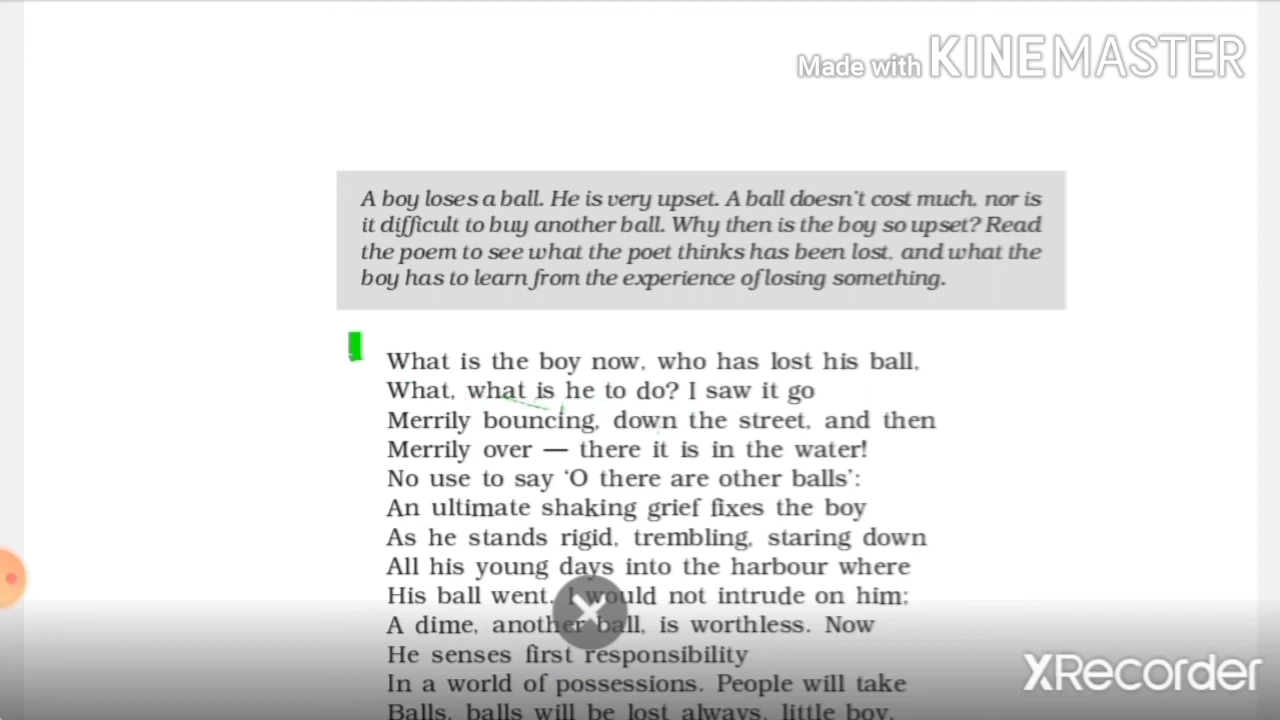 Made with KINEMASTER
A boy loses a ball. He is very upset. A ball doesn't cost much, nor is
it difficult to buy another ball. Why then is the boy so upset? Read
the poem to see what the poet thinks has been lost, and what the
boy has to learn from the experience of losing something.
What is the boy now, who has lost his ball,
What, what is he to do? I saw it go
Merrily bouncing, down the street, and then
Merrily over — there it is in the water!
No use to say ‘O there are other balls’:
An ultimate shaking grief fixes the boy
As he stands rigid, trembling, staring down
All his young days into the harbour where
His ball went. I would not intrude on him;
A dime, another ball, is worthless. Now
He senses first responsibility
In a world of possessions. People will take
Balls, balls will be lost always, little boy,
XRecorder